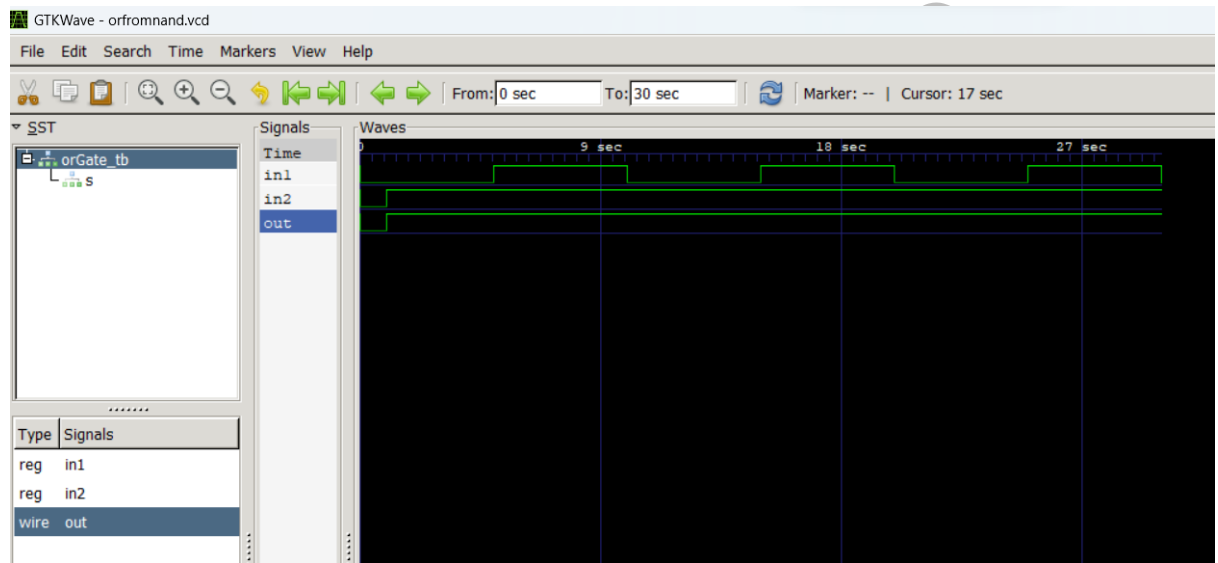 GTKWave - orfromnand.vcd
File Edit Search Time Markers View Help
From: 0 sec To: 30 sec Marker: -- | Cursor: 17 sec
SST
orGate_tb
s
Signals
Time
in1
in2
out
Waves
0 9 sec 18 sec 27 sec
Type Signals
reg in1
reg in2
wire out